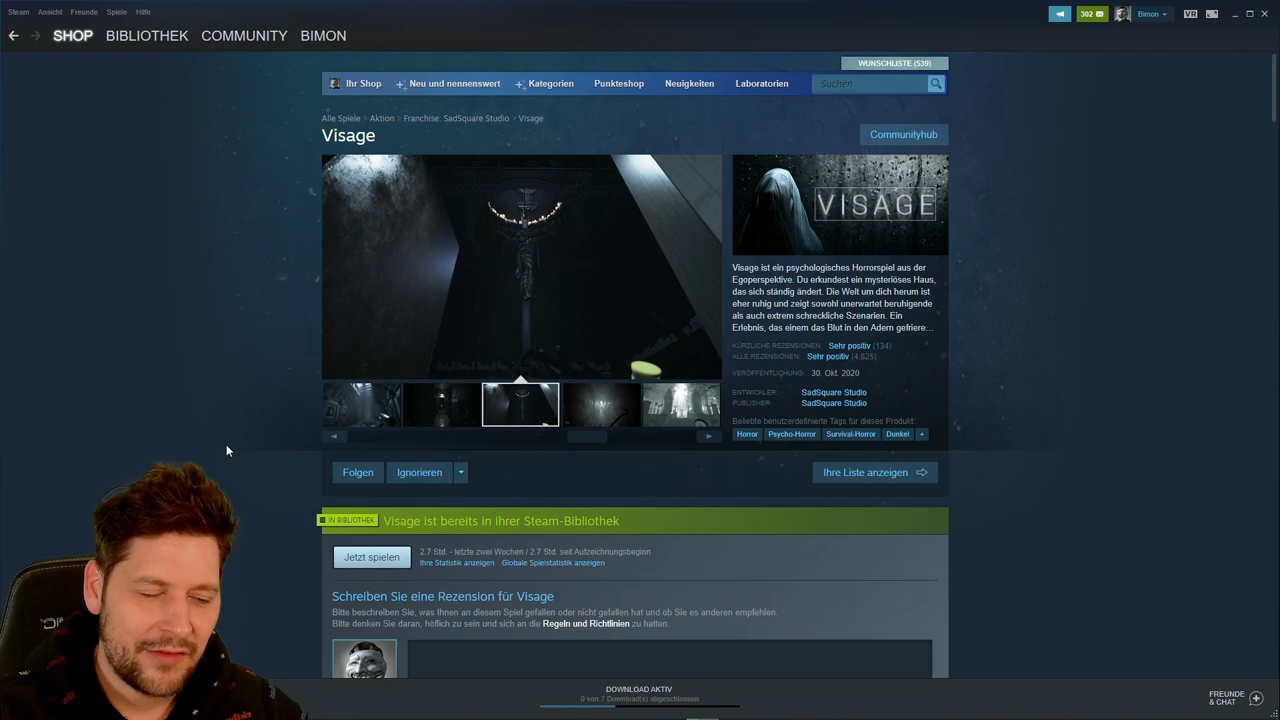 Steam Ansicht Freunde Spiele Hilfe
302
Bimon
VR
SHOP BIBLIOTHEK COMMUNITY BIMON
WUNSCHLISTE (539)
Ihr Shop Neu und nennenswert Kategorien Punkteshop Neuigkeiten Laboratorien Suchen
Alle Spiele > Aktion > Franchise: SadSquare Studio > Visage
Visage
Communityhub
VISAGE
Visage ist ein psychologisches Horrorspiel aus der
Egoperspektive. Du erkundest ein mysteriöses Haus,
das sich ständig ändert. Die Welt um dich herum ist
eher ruhig und zeigt sowohl unerwartet beruhigende
als auch extrem schreckliche Szenarien. Ein
Erlebnis, das einem das Blut in den Adern gefriere...
KÜRZLICHE REZENSIONEN: Sehr positiv (134)
ALLE REZENSIONEN: Sehr positiv (4,825)
VERÖFFENTLICHUNG: 30. Okt. 2020
ENTWICKLER: SadSquare Studio
PUBLISHER: SadSquare Studio
Beliebte benutzerdefinierte Tags für dieses Produkt:
Horror Psycho-Horror Survival-Horror Dunkel +
Folgen Ignorieren Ihre Liste anzeigen
IN BIBLIOTHEK Visage ist bereits in Ihrer Steam-Bibliothek
Jetzt spielen
2.7 Std. - letzte zwei Wochen / 2.7 Std. seit Aufzeichnungsbeginn
Ihre Statistik anzeigen Globale Spielstatistik anzeigen
Schreiben Sie eine Rezension für Visage
Bitte beschreiben Sie, was Ihnen an diesem Spiel gefallen oder nicht gefallen hat und ob Sie es anderen empfehlen.
Bitte denken Sie daran, höflich zu sein und sich an die Regeln und Richtlinien zu halten.
DOWNLOAD AKTIV
0 von 7 Download(s) abgeschlossen
FREUNDE
& CHAT